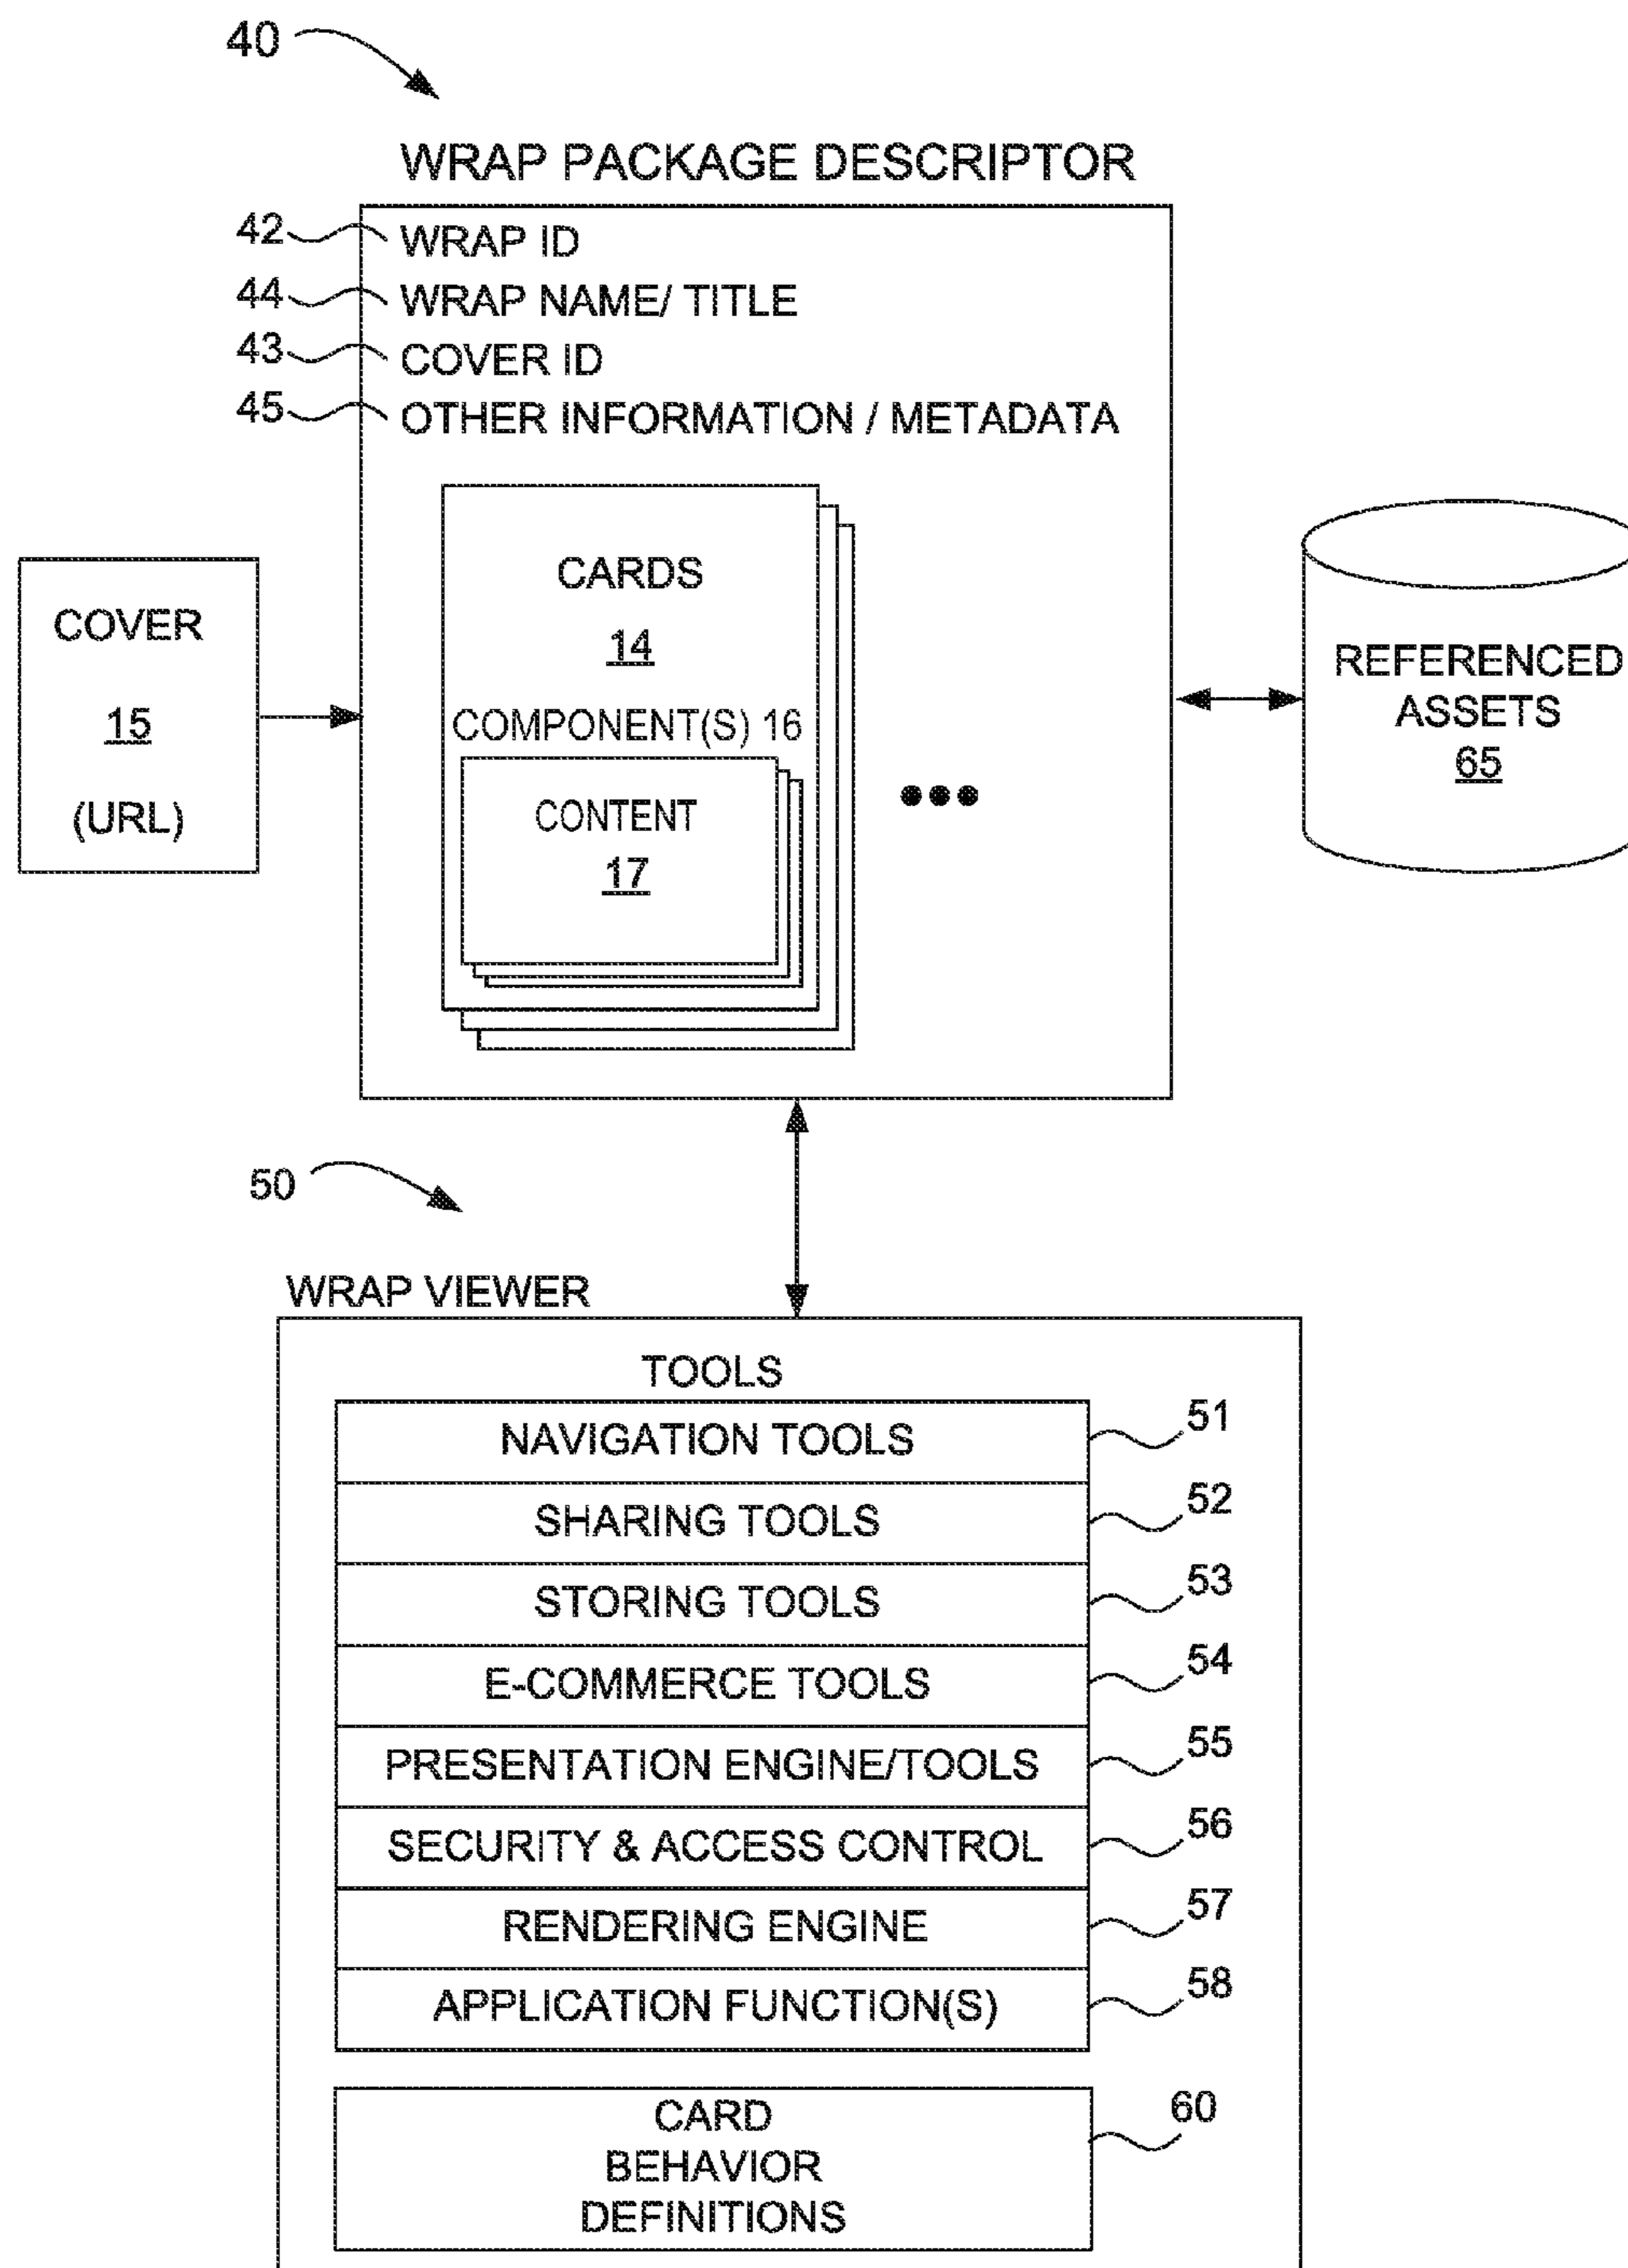 40
WRAP PACKAGE DESCRIPTOR
42 WRAP ID
44 WRAP NAME/ TITLE
43 COVER ID
45 OTHER INFORMATION / METADATA
COVER
15
(URL)
CARDS
14
COMPONENT(S) 16
CONTENT
17
REFERENCED
ASSETS
65
50
WRAP VIEWER
TOOLS
NAVIGATION TOOLS 51
SHARING TOOLS 52
STORING TOOLS 53
E-COMMERCE TOOLS 54
PRESENTATION ENGINE/TOOLS 55
SECURITY & ACCESS CONTROL 56
RENDERING ENGINE 57
APPLICATION FUNCTION(S) 58
CARD 60
BEHAVIOR
DEFINITIONS